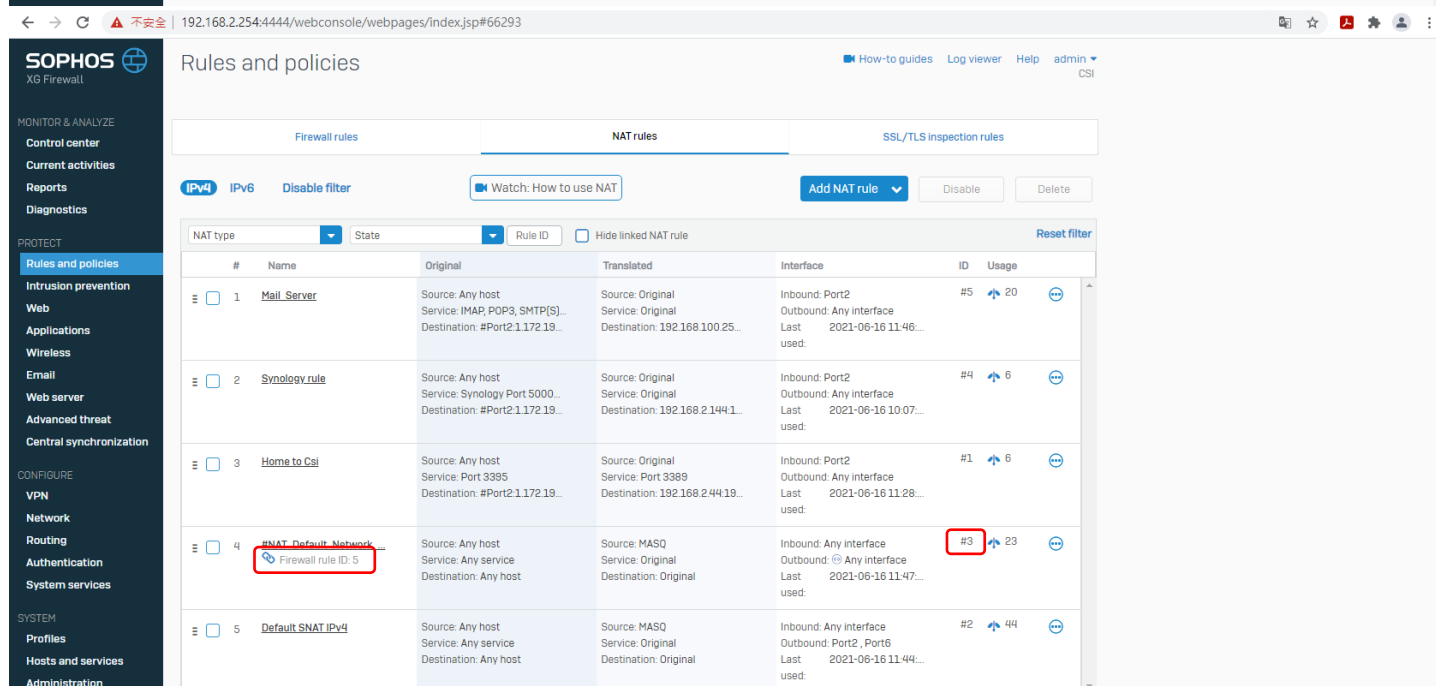 不安全 | 192.168.2.254:4444/webconsole/webpages/index.jsp#66293
SOPHOS
XG Firewall
Rules and policies
How-to guides Log viewer Help admin
CSI
MONITOR & ANALYZE
Control center
Current activities
Reports
Diagnostics
PROTECT
Rules and policies
Intrusion prevention
Web
Applications
Wireless
Email
Web server
Advanced threat
Central synchronization
CONFIGURE
VPN
Network
Routing
Authentication
System services
SYSTEM
Profiles
Hosts and services
Administration
Firewall rules NAT rules SSL/TLS inspection rules
IPv4 IPv6 Disable filter Watch: How to use NAT Add NAT rule Disable Delete
NAT type State Rule ID Hide linked NAT rule Reset filter
# Name Original Translated Interface ID Usage
1 Mail_Server Source: Any host Source: Original Inbound: Port2 #5 20
Service: IMAP, POP3, SMTP(S)... Service: Original Outbound: Any interface
Destination: #Port2:1.172.19... Destination: 192.168.100.25... Last 2021-06-16 11:46:...
used:
2 Synology rule Source: Any host Source: Original Inbound: Port2 #4 6
Service: Synology Port 5000... Service: Original Outbound: Any interface
Destination: #Port2:1.172.19... Destination: 192.168.2.144:1... Last 2021-06-16 10:07:...
used:
3 Home to Csi Source: Any host Source: Original Inbound: Port2 #1 6
Service: Port 3395 Service: Port 3389 Outbound: Any interface
Destination: #Port2:1.172.19... Destination: 192.168.2.44:19... Last 2021-06-16 11:28:...
used:
4 #NAT_Default_Network_... Source: Any host Source: MASQ Inbound: Any interface #3 23
Firewall rule ID: 5 Service: Any service Service: Original Outbound: Any interface
Destination: Any host Destination: Original Last 2021-06-16 11:47:...
used:
5 Default SNAT IPv4 Source: Any host Source: MASQ Inbound: Any interface #2 44
Service: Any service Service: Original Outbound: Port2 , Port6
Destination: Any host Destination: Original Last 2021-06-16 11:44:...
used: